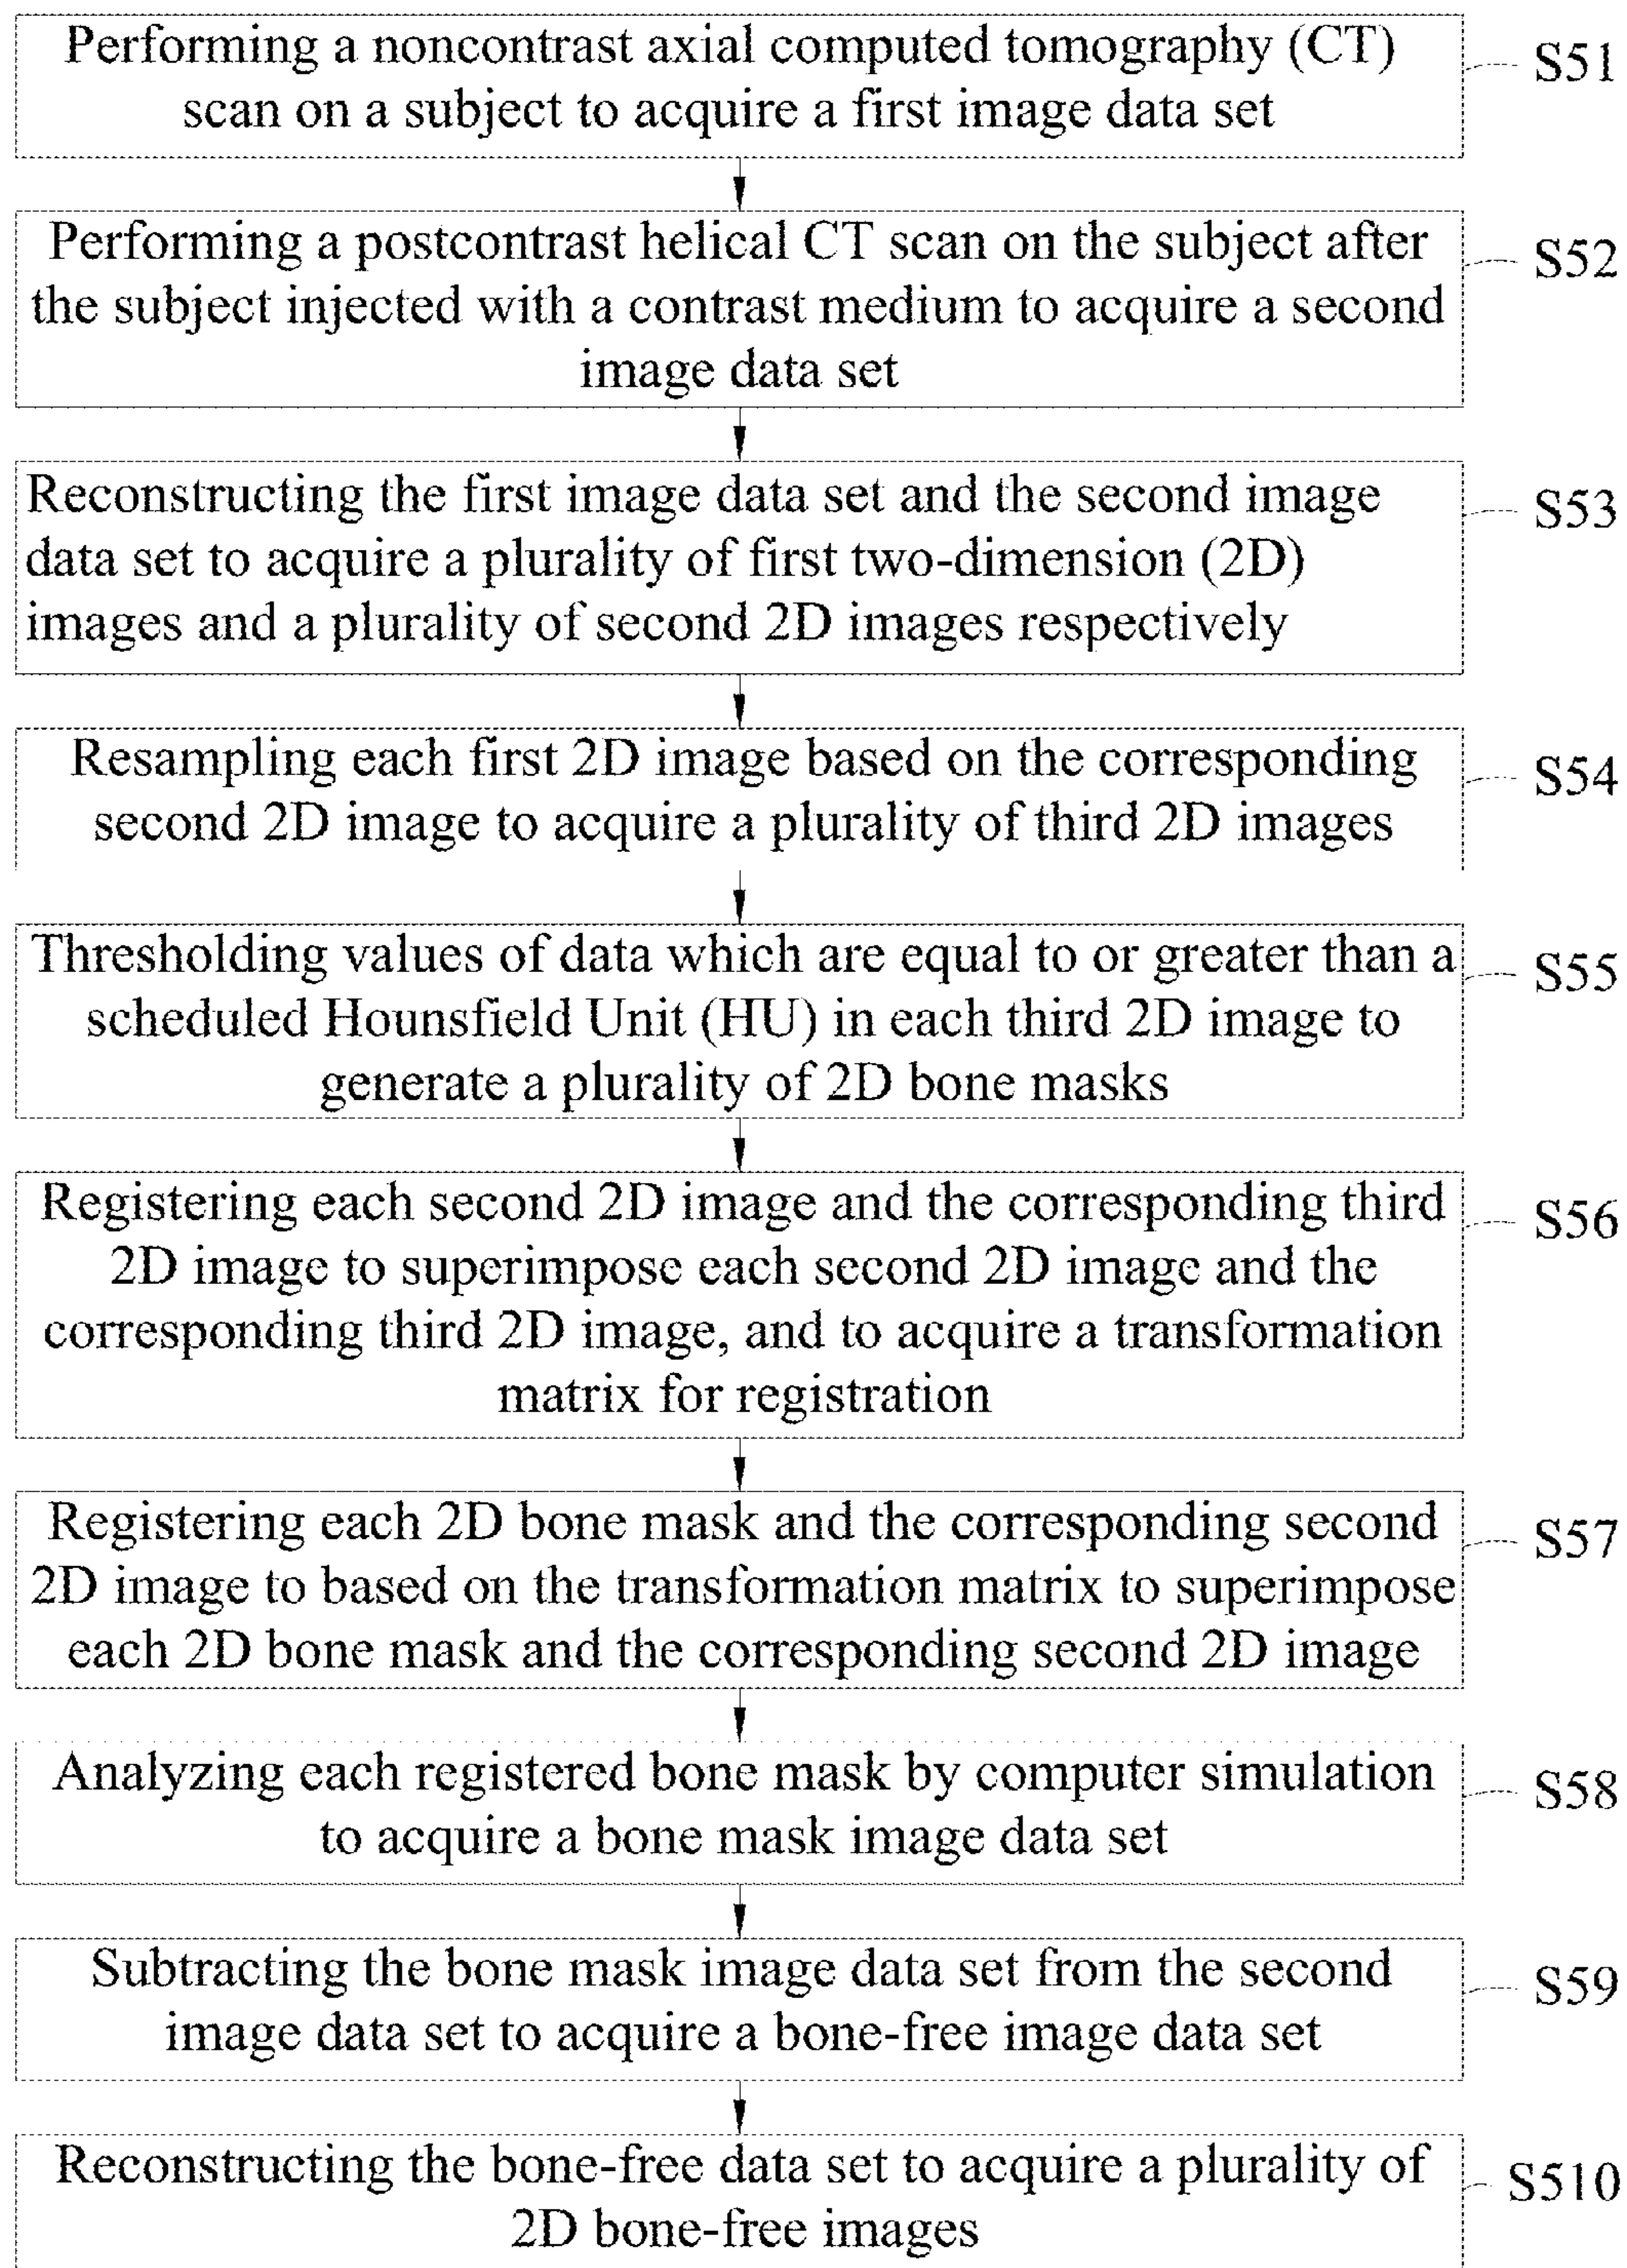 Performing a noncontrast axial computed tomography (CT)
scan on a subject to acquire a first image data set
S51
Performing a postcontrast helical CT scan on the subject after
the subject injected with a contrast medium to acquire a second
image data set
S52
Reconstructing the first image data set and the second image
data set to acquire a plurality of first two-dimension (2D)
images and a plurality of second 2D images respectively
S53
Resampling each first 2D image based on the corresponding
second 2D image to acquire a plurality of third 2D images
S54
Thresholding values of data which are equal to or greater than a
scheduled Hounsfield Unit (HU) in each third 2D image to
generate a plurality of 2D bone masks
S55
Registering each second 2D image and the corresponding third
2D image to superimpose each second 2D image and the
corresponding third 2D image, and to acquire a transformation
matrix for registration
S56
Registering each 2D bone mask and the corresponding second
2D image to based on the transformation matrix to superimpose
each 2D bone mask and the corresponding second 2D image
S57
Analyzing each registered bone mask by computer simulation
to acquire a bone mask image data set
S58
Subtracting the bone mask image data set from the second
image data set to acquire a bone-free image data set
S59
Reconstructing the bone-free data set to acquire a plurality of
2D bone-free images
S510